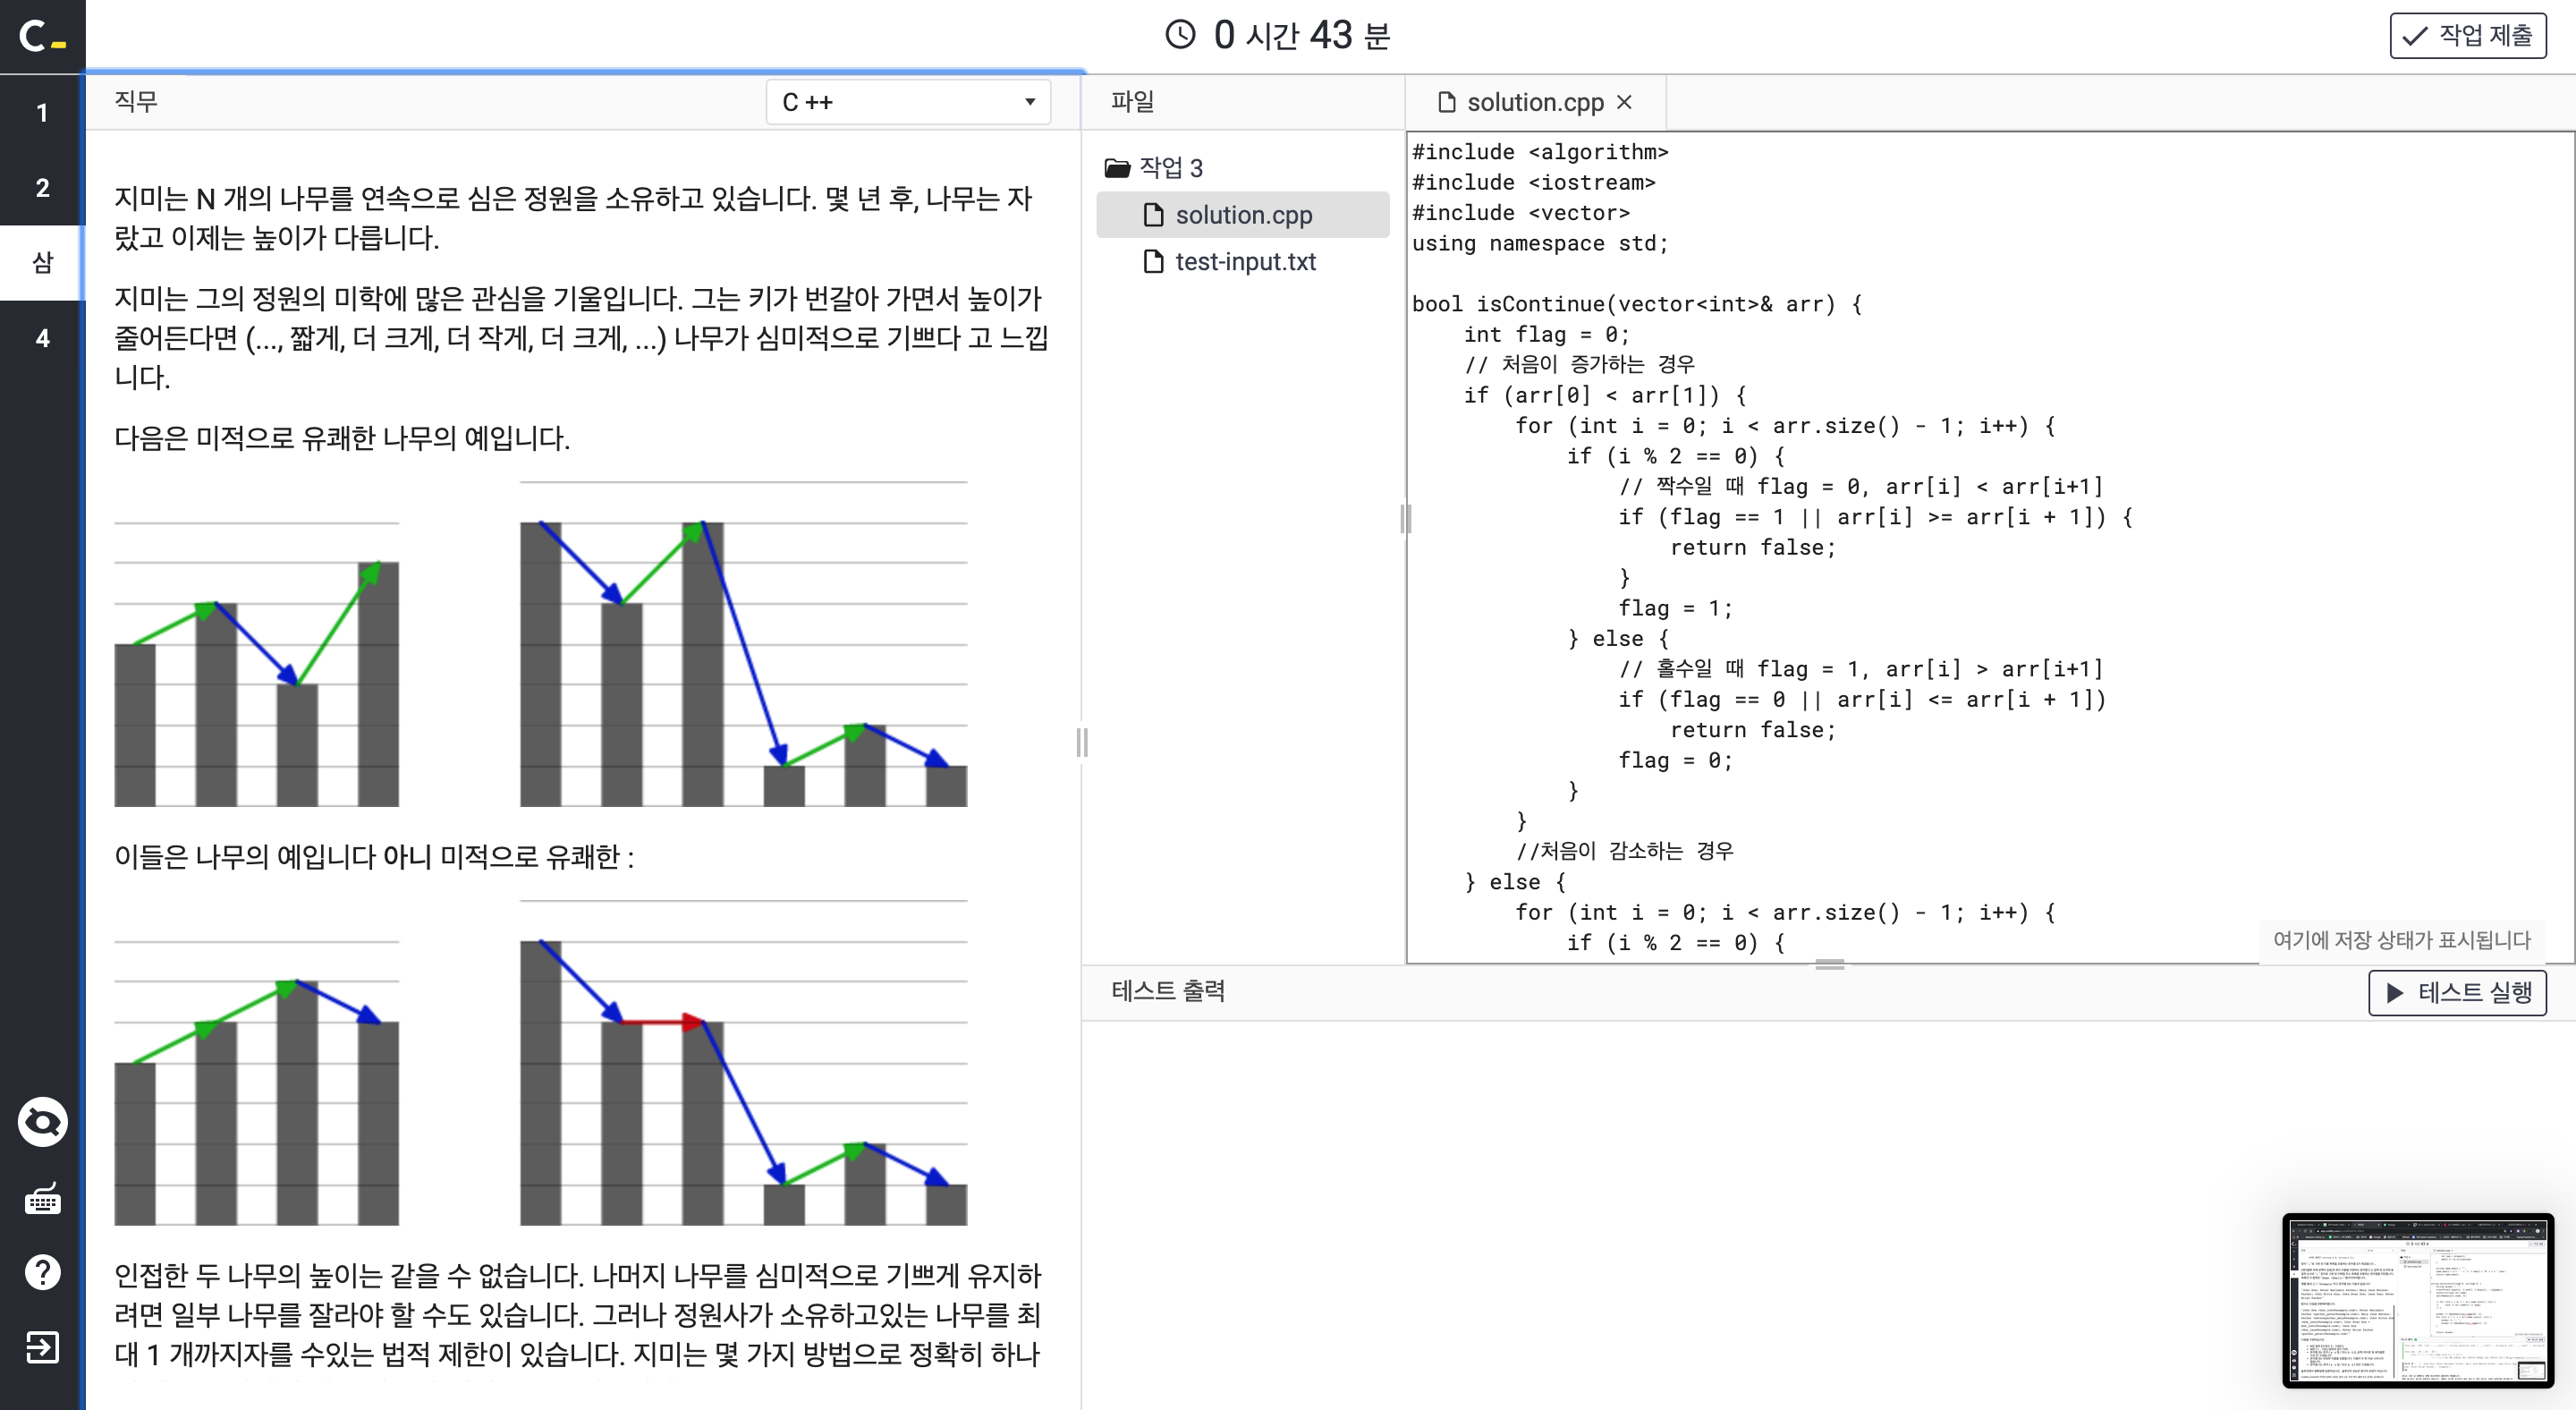 C_
0 시간 43 분
작업 제출
1
2
삼
4
직무
C ++
지미는 N 개의 나무를 연속으로 심은 정원을 소유하고 있습니다. 몇 년 후, 나무는 자
랐고 이제는 높이가 다릅니다.
지미는 그의 정원의 미학에 많은 관심을 기울입니다. 그는 키가 번갈아 가면서 높이가
줄어든다면 (..., 짧게, 더 크게, 더 작게, 더 크게, ...) 나무가 심미적으로 기쁘다 고 느낍
니다.
다음은 미적으로 유쾌한 나무의 예입니다.
이들은 나무의 예입니다 아니 미적으로 유쾌한 :
인접한 두 나무의 높이는 같을 수 없습니다. 나머지 나무를 심미적으로 기쁘게 유지하
려면 일부 나무를 잘라야 할 수도 있습니다. 그러나 정원사가 소유하고있는 나무를 최
대 1 개까지자를 수있는 법적 제한이 있습니다. 지미는 몇 가지 방법으로 정확히 하나
파일
작업 3
solution.cpp
test-input.txt
solution.cpp ×
#include <algorithm>
#include <iostream>
#include <vector>
using namespace std;
bool isContinue(vector<int>& arr) {
int flag = 0;
// 처음이 증가하는 경우
if (arr[0] < arr[1]) {
for (int i = 0; i < arr.size() - 1; i++) {
if (i % 2 == 0) {
// 짝수일 때 flag = 0, arr[i] < arr[i+1]
if (flag == 1 || arr[i] >= arr[i + 1]) {
return false;
}
flag = 1;
} else {
// 홀수일 때 flag = 1, arr[i] > arr[i+1]
if (flag == 0 || arr[i] <= arr[i + 1])
return false;
flag = 0;
}
}
//처음이 감소하는 경우
} else {
for (int i = 0; i < arr.size() - 1; i++) {
if (i % 2 == 0) {
여기에 저장 상태가 표시됩니다
테스트 출력
테스트 실행